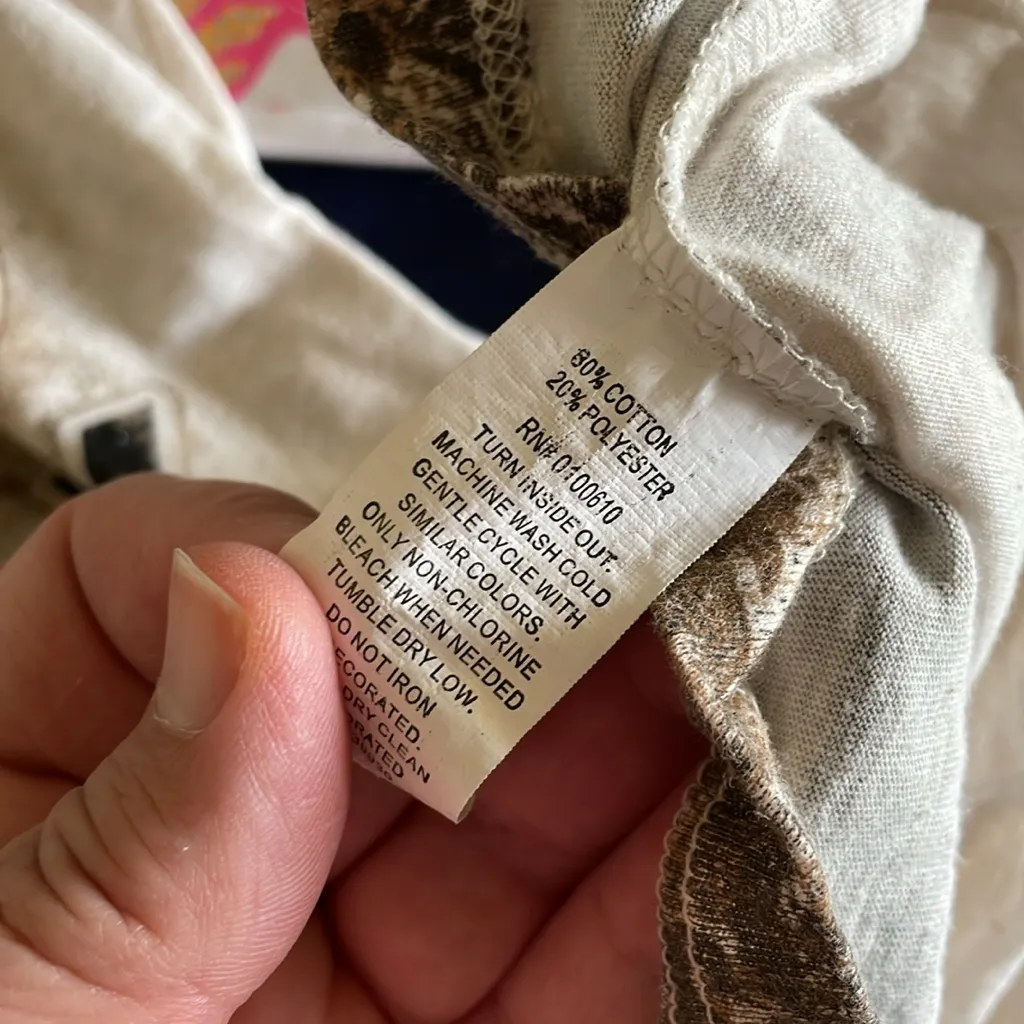 80% COTTON
20% POLYESTER
RN# 0100610
TURN INSIDE OUT.
MACHINE WASH COLD
GENTLE CYCLE WITH
SIMILAR COLORS.
ONLY NON-CHLORINE
BLEACH WHEN NEEDED
TUMBLE DRY LOW.
DO NOT IRON
ECORATED.
DRY CLEAN